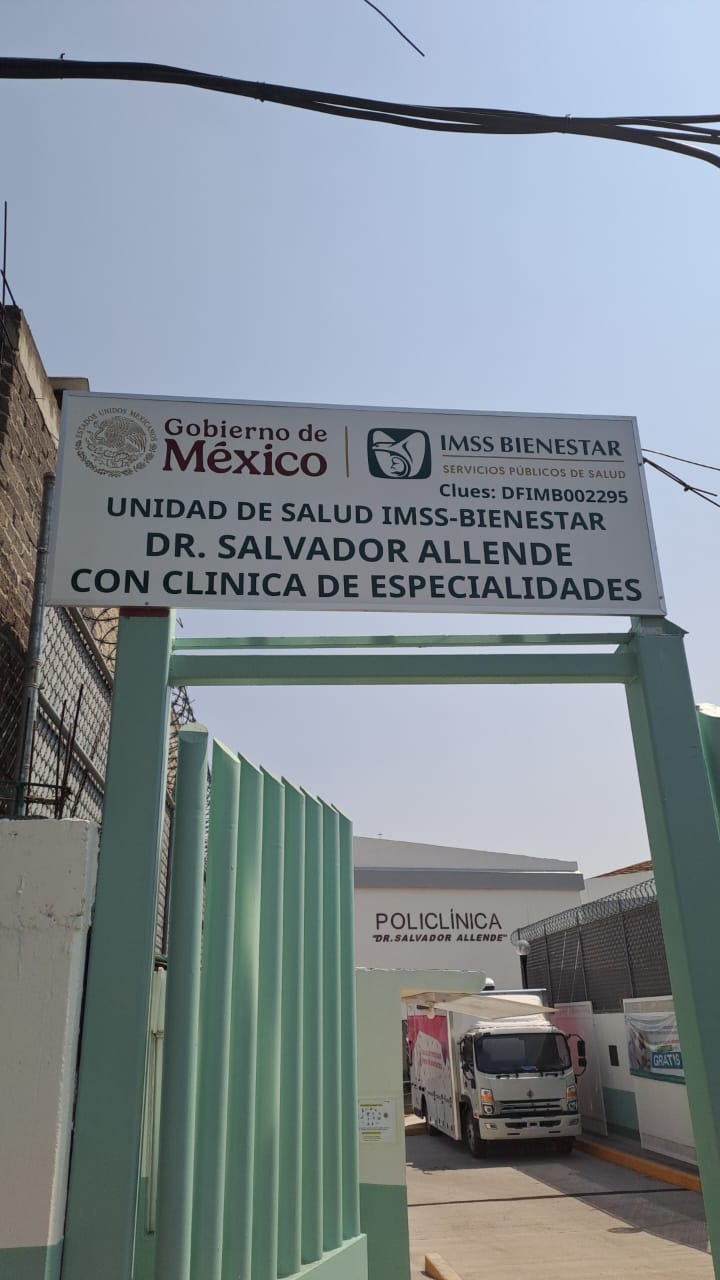 ESTADOS UNIDOS MEXICANOS
Gobierno de
México
IMSS BIENESTAR
SERVICIOS PÚBLICOS DE SALUD
Clues: DFIMB002295
UNIDAD DE SALUD IMSS-BIENESTAR
DR. SALVADOR ALLENDE
CON CLINICA DE ESPECIALIDADES
POLICLÍNICA
"DR. SALVADOR ALLENDE"
GRATIS